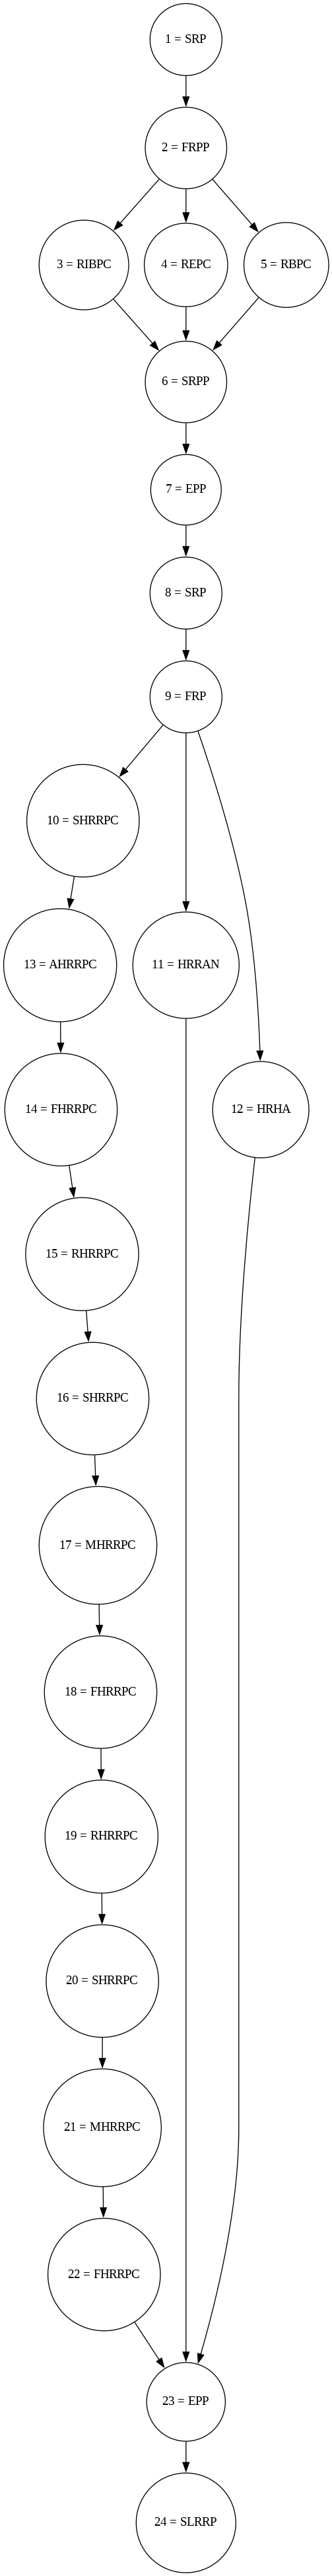 1 = SRP
2 = FRPP
3 = RIBPC
4 = REPC
5 = RBPC
6 = SRPP
7 = EPP
8 = SRP
9 = FRP
10 = SHRRPC
13 = AHRRPC
11 = HRRAN
14 = FHRRPC
12 = HRHA
15 = RHRRPC
16 = SHRRPC
17 = MHRRPC
18 = FHRRPC
19 = RHRRPC
20 = SHRRPC
21 = MHRRPC
22 = FHRRPC
23 = EPP
24 = SLRRP